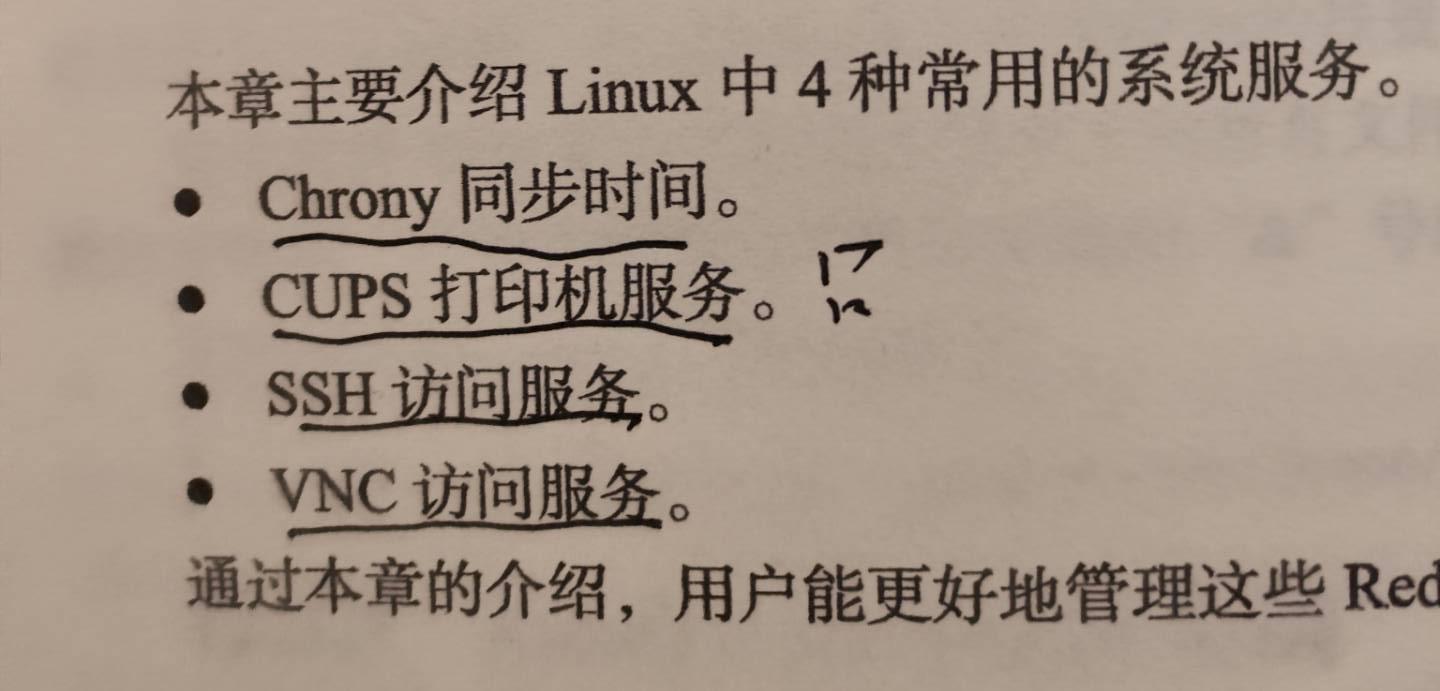 本章主要介绍 Linux 中 4 种常用的系统服务。
● Chrony 同步时间。
● CUPS 打印机服务。
● SSH 访问服务。
● VNC 访问服务。
通过本章的介绍，用户能更好地管理这些 Red